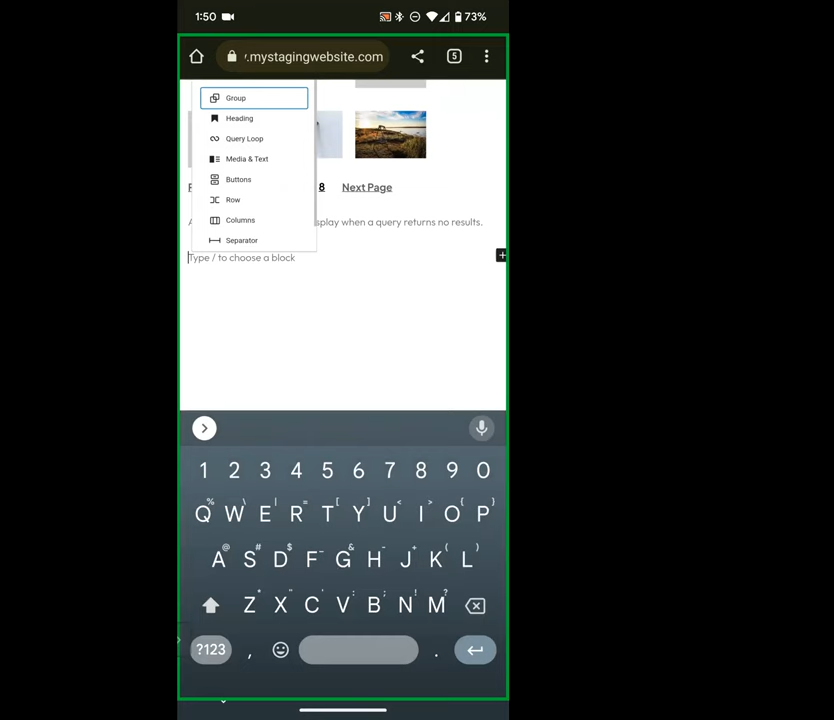 1:50 73%
.mystagingwebsite.com 5
Group
Heading
Query Loop
Media & Text
Buttons
Row
Columns
Separator
8 Next Page
splay when a query returns no results.
Type / to choose a block
1 2 3 4 5 6 7 8 9 0
% \ | = [ ] < > { }
Q W E R T Y U I O P
@ # $ - & - + ( )
A S D F G H J K L
* " ' : ; ! ?
Z X C V B N M
?123 , .